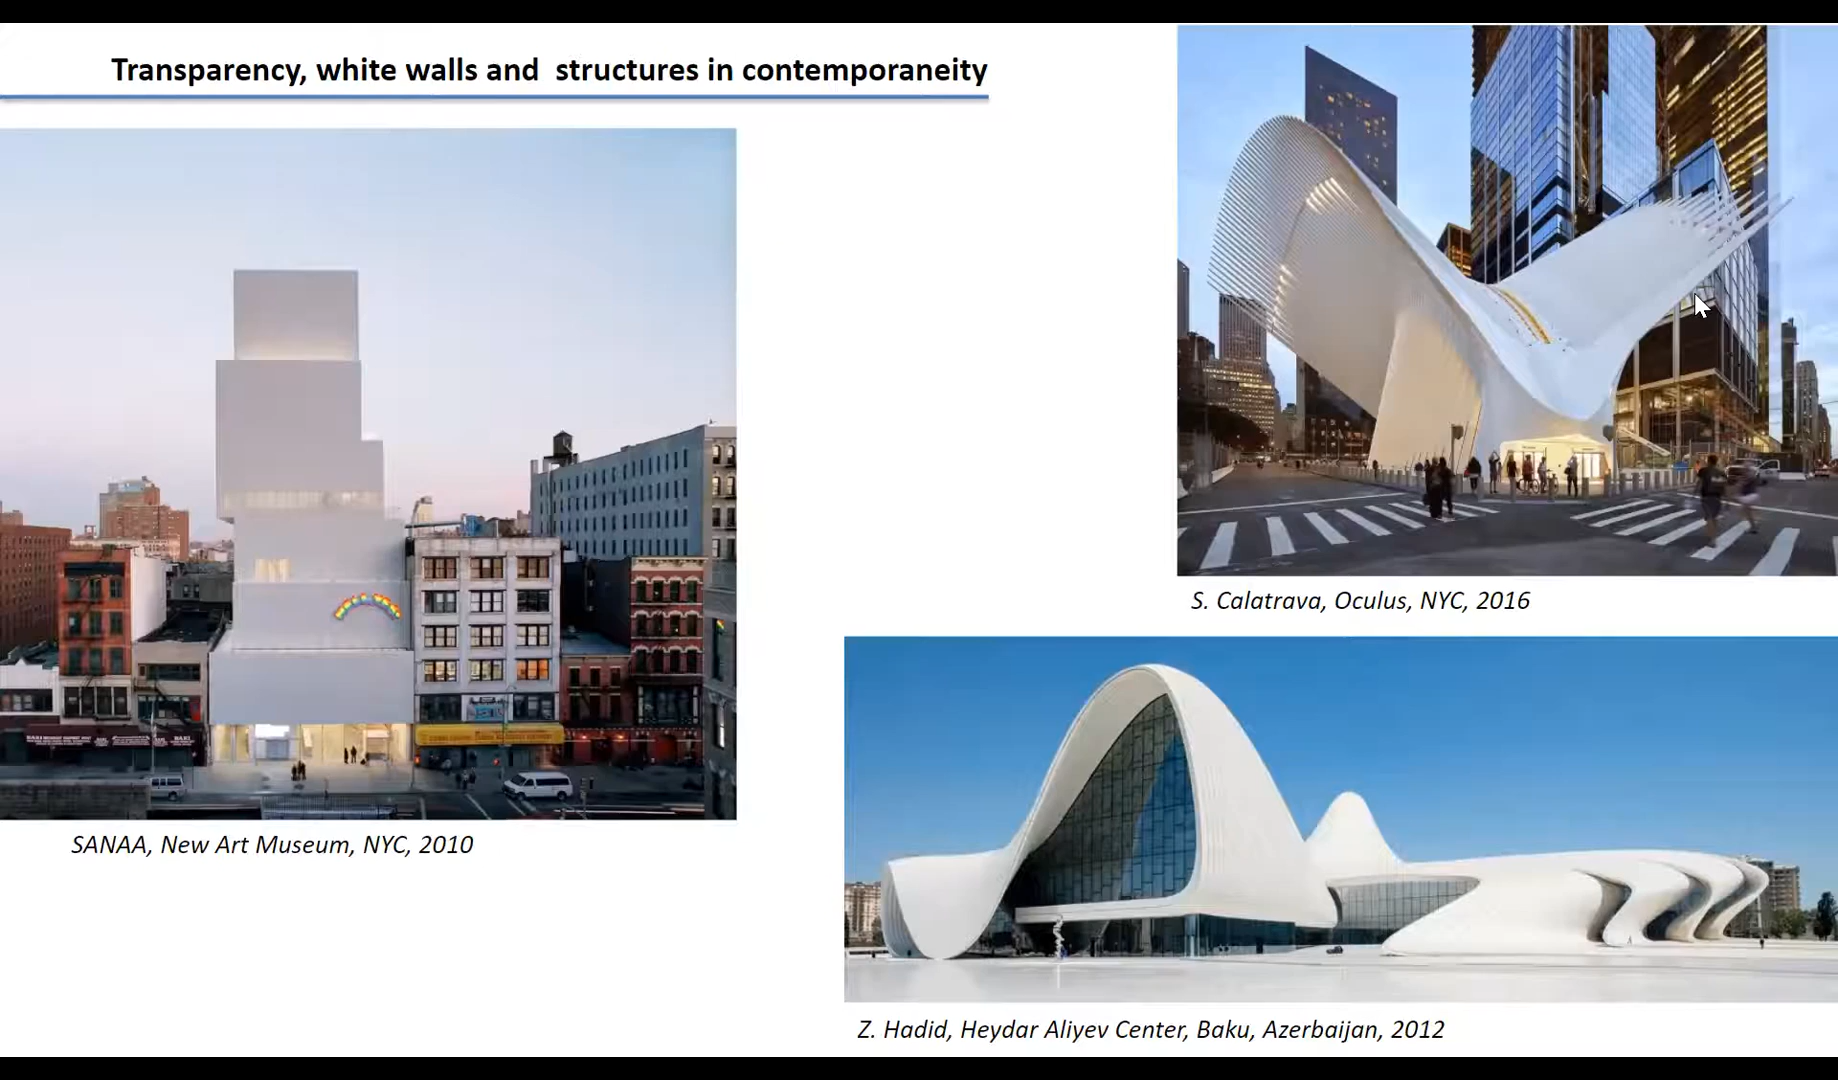 Transparency, white walls and  structures in contemporaneity
S. Calatrava, Oculus, NYC, 2016
SANAA, New Art Museum, NYC, 2010
Z. Hadid, Heydar Aliyev Center, Baku, Azerbaijan, 2012